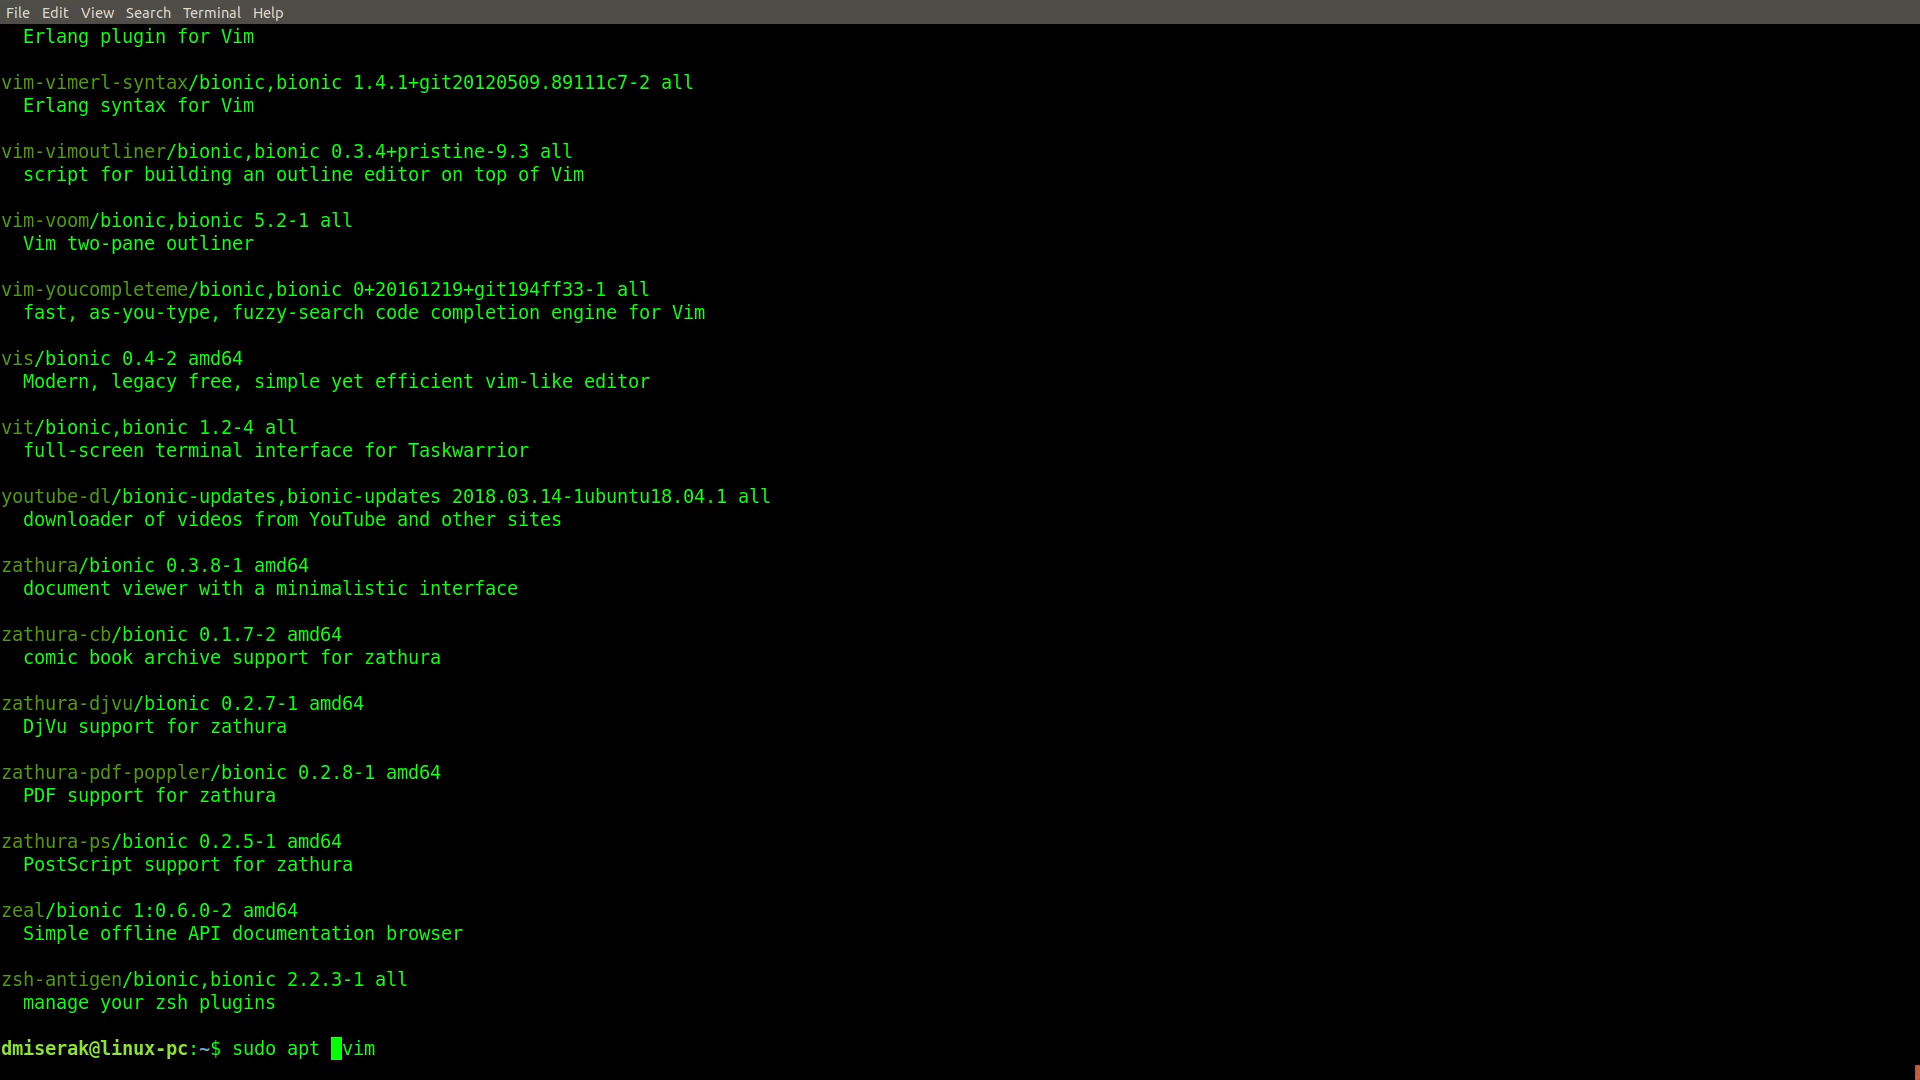 File Edit View Search Terminal Help
Erlang plugin for Vim
vim-vimerl-syntax/bionic,bionic 1.4.1+git20120509.89111c7-2 all
Erlang syntax for Vim
vim-vimoutliner/bionic,bionic 0.3.4+pristine-9.3 all
script for building an outline editor on top of Vim
vim-voom/bionic,bionic 5.2-1 all
Vim two-pane outliner
vim-youcompleteme/bionic,bionic 0+20161219+git194ff33-1 all
fast, as-you-type, fuzzy-search code completion engine for Vim
vis/bionic 0.4-2 amd64
Modern, legacy free, simple yet efficient vim-like editor
vit/bionic,bionic 1.2-4 all
full-screen terminal interface for Taskwarrior
youtube-dl/bionic-updates,bionic-updates 2018.03.14-1ubuntu18.04.1 all
downloader of videos from YouTube and other sites
zathura/bionic 0.3.8-1 amd64
document viewer with a minimalistic interface
zathura-cb/bionic 0.1.7-2 amd64
comic book archive support for zathura
zathura-djvu/bionic 0.2.7-1 amd64
DjVu support for zathura
zathura-pdf-poppler/bionic 0.2.8-1 amd64
PDF support for zathura
zathura-ps/bionic 0.2.5-1 amd64
PostScript support for zathura
zeal/bionic 1:0.6.0-2 amd64
Simple offline API documentation browser
zsh-antigen/bionic,bionic 2.2.3-1 all
manage your zsh plugins
dmiserak@linux-pc:~$ sudo apt vim